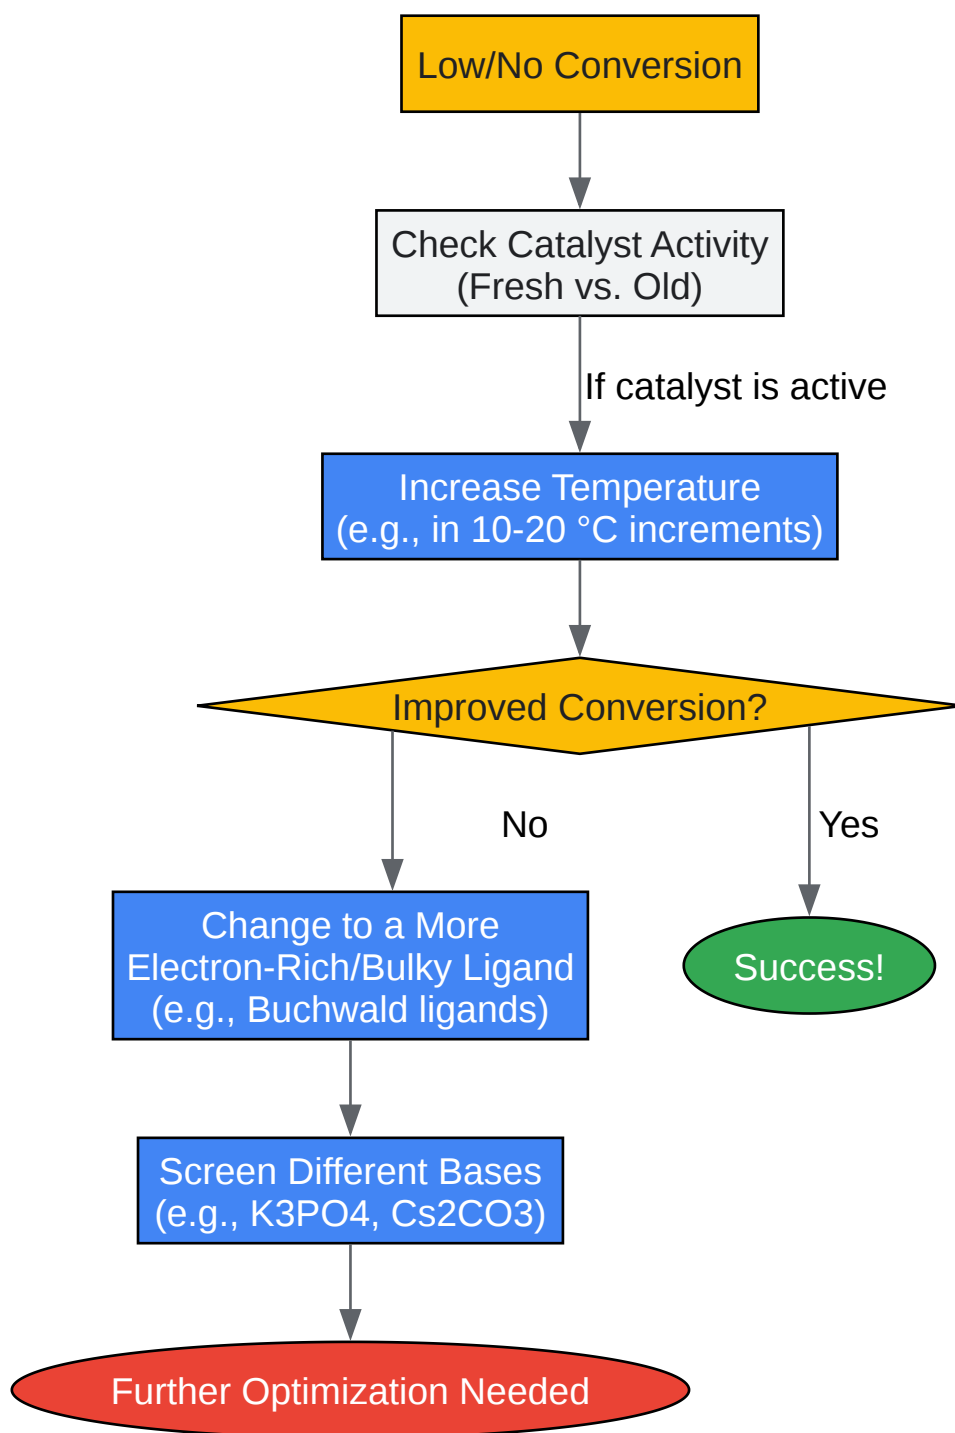 Low/No Conversion
Check Catalyst Activity
(Fresh vs. Old)
If catalyst is active
Increase Temperature
(e.g., in 10-20 °C increments)
Improved Conversion?
No
Yes
Change to a More
Electron-Rich/Bulky Ligand
(e.g., Buchwald ligands)
Success!
Screen Different Bases
(e.g., K3PO4, Cs2CO3)
Further Optimization Needed